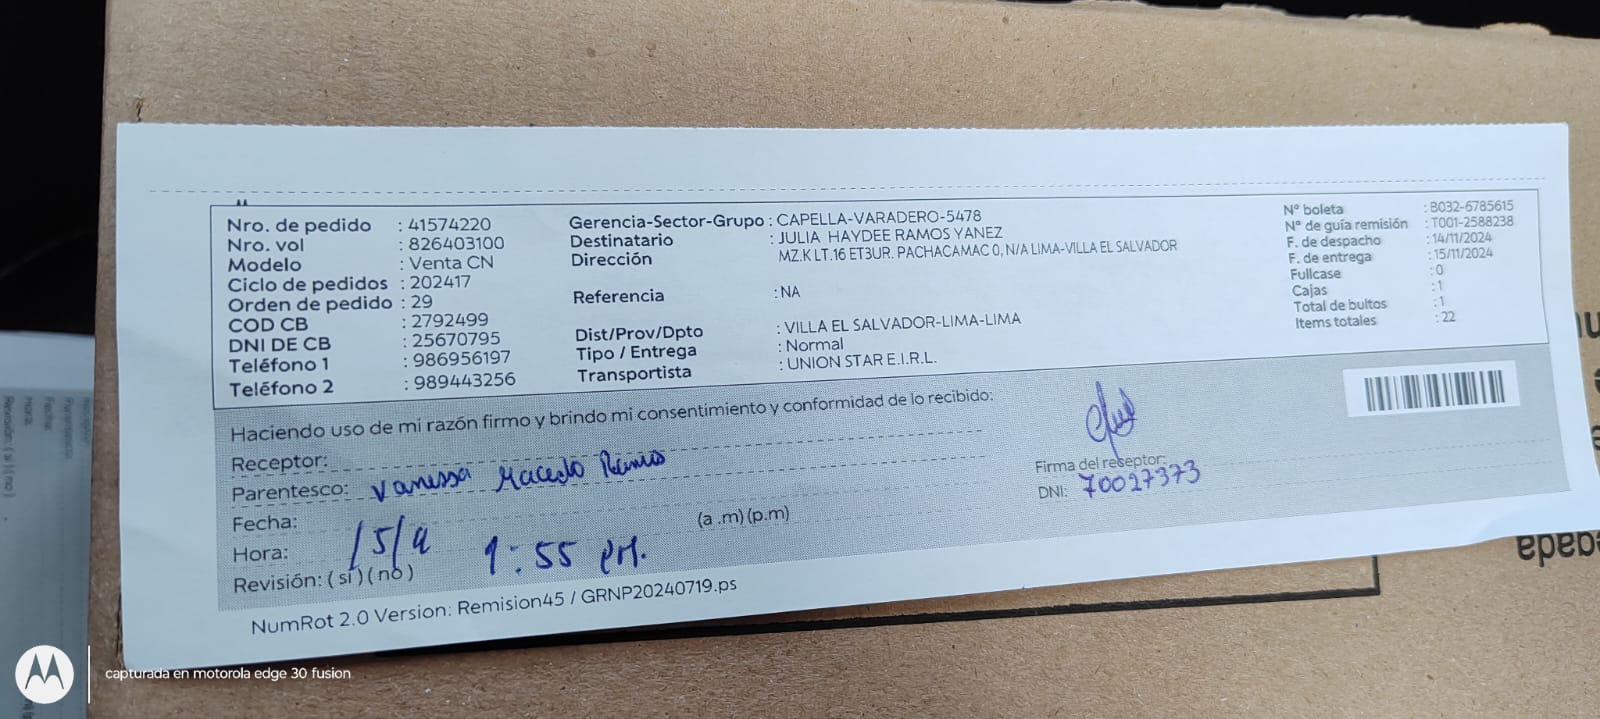 Nro. de pedido : 41574220
Nro. vol : 826403100
Modelo : Venta CN
Ciclo de pedidos : 202417
Orden de pedido : 29
COD CB : 2792499
DNI DE CB : 25670795
Teléfono 1 : 986956197
Teléfono 2 : 989443256
Gerencia-Sector-Grupo : CAPELLA-VARADERO-5478
Destinatario : JULIA HAYDEE RAMOS YANEZ
Dirección MZ.K LT.16 ET3UR. PACHACAMAC 0, N/A LIMA-VILLA EL SALVADOR
Referencia : NA
Dist/Prov/Dpto : VILLA EL SALVADOR-LIMA-LIMA
Tipo / Entrega : Normal
Transportista : UNION STAR E.I.R.L.
Nº boleta : B032-6785615
Nº de guía remisión : T001-2588238
F. de despacho : 14/11/2024
F. de entrega : 15/11/2024
Fullcase : 0
Cajas : 1
Total de bultos : 1
Items totales : 22
Haciendo uso de mi razón firmo y brindo mi consentimiento y conformidad de lo recibido:
Receptor:
Parentesco: Vanessa Macedo Ramos
Fecha:
Hora: 1:55 PM. (a .m) (p.m)
Revisión: ( si ) ( no )
Firma del receptor:
DNI: 70027373
NumRot 2.0 Version: Remision45 / GRNP20240719.ps
capturada en motorola edge 30 fusion